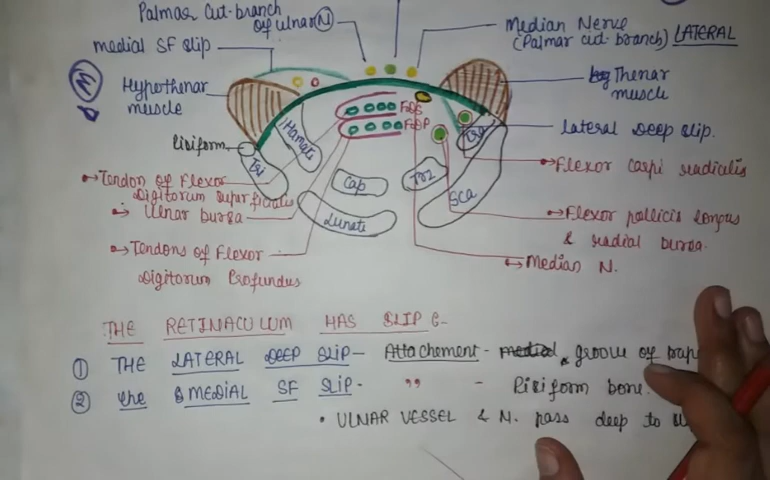 Palmar Cut. branch
of ulnar N
Median Nerve
(Palmar cut. branch) LATERAL
medial SF slip
M
Hypothenar
muscle
Thenar
muscle
lateral Deep slip.
Pisiform
Tri
Hamate
FDS
FDP
Cap
Lunate
TRZ
Tra
SCa
Tendon of Flexor
Digitorum superficialis
Ulnar bursa
Tendons of Flexor
Digitorum Profundus
Flexor carpi radialis
Flexor pollicis longus
& radial bursa.
Median N.
THE RETINACULUM HAS SLIP :-
① THE LATERAL DEEP SLIP - Attachement - groove of trap
② the MEDIAL SF SLIP - " - Pisiform bone.
• ULNAR VESSEL & N. pass deep to